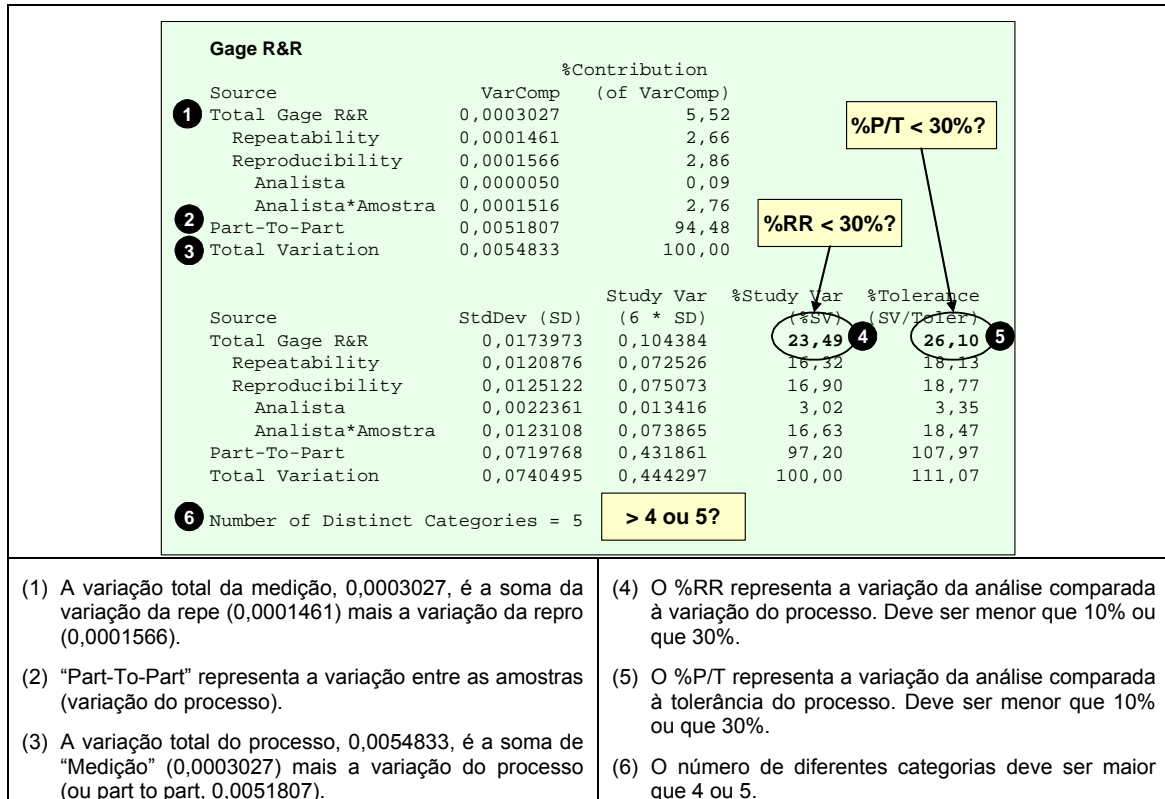 Gage R&R
%Contribution
Source VarComp (of VarComp)
1 Total Gage R&R 0,0003027 5,52
Repeatability 0,0001461 2,66
Reproducibility 0,0001566 2,86
Analista 0,0000050 0,09
Analista*Amostra 0,0001516 2,76
2 Part-To-Part 0,0051807 94,48
3 Total Variation 0,0054833 100,00
%P/T < 30%?
%RR < 30%?
Study Var %Study Var %Tolerance
Source StdDev (SD) (6 * SD) (%SV) (SV/Toler)
Total Gage R&R 0,0173973 0,104384 23,49 4 26,10 5
Repeatability 0,0120876 0,072526 16,32 18,13
Reproducibility 0,0125122 0,075073 16,90 18,77
Analista 0,0022361 0,013416 3,02 3,35
Analista*Amostra 0,0123108 0,073865 16,63 18,47
Part-To-Part 0,0719768 0,431861 97,20 107,97
Total Variation 0,0740495 0,444297 100,00 111,07
6 Number of Distinct Categories = 5 > 4 ou 5?
(1) A variação total da medição, 0,0003027, é a soma da
variação da repe (0,0001461) mais a variação da repro
(0,0001566).
(2) “Part-To-Part” representa a variação entre as amostras
(variação do processo).
(3) A variação total do processo, 0,0054833, é a soma de
“Medição” (0,0003027) mais a variação do processo
(ou part to part, 0,0051807).
(4) O %RR representa a variação da análise comparada
à variação do processo. Deve ser menor que 10% ou
que 30%.
(5) O %P/T representa a variação da análise comparada
à tolerância do processo. Deve ser menor que 10%
ou que 30%.
(6) O número de diferentes categorias deve ser maior
que 4 ou 5.